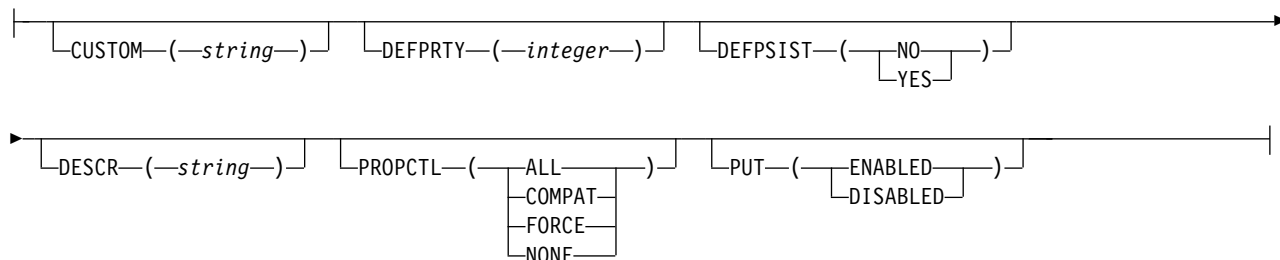 CUSTOM ( string ) DEFPRTY ( integer ) DEFPSIST ( NO )
YES
DESCR ( string ) PROPCTL ( ALL ) PUT ( ENABLED )
COMPAT DISABLED
FORCE
NONE